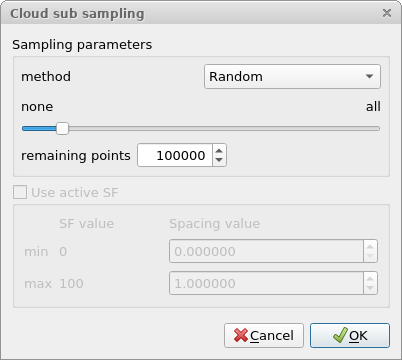 Cloud sub sampling
Sampling parameters
method Random
none all
remaining points 100000
Use active SF
SF value Spacing value
min 0 0.000000
max 100 1.000000
Cancel OK